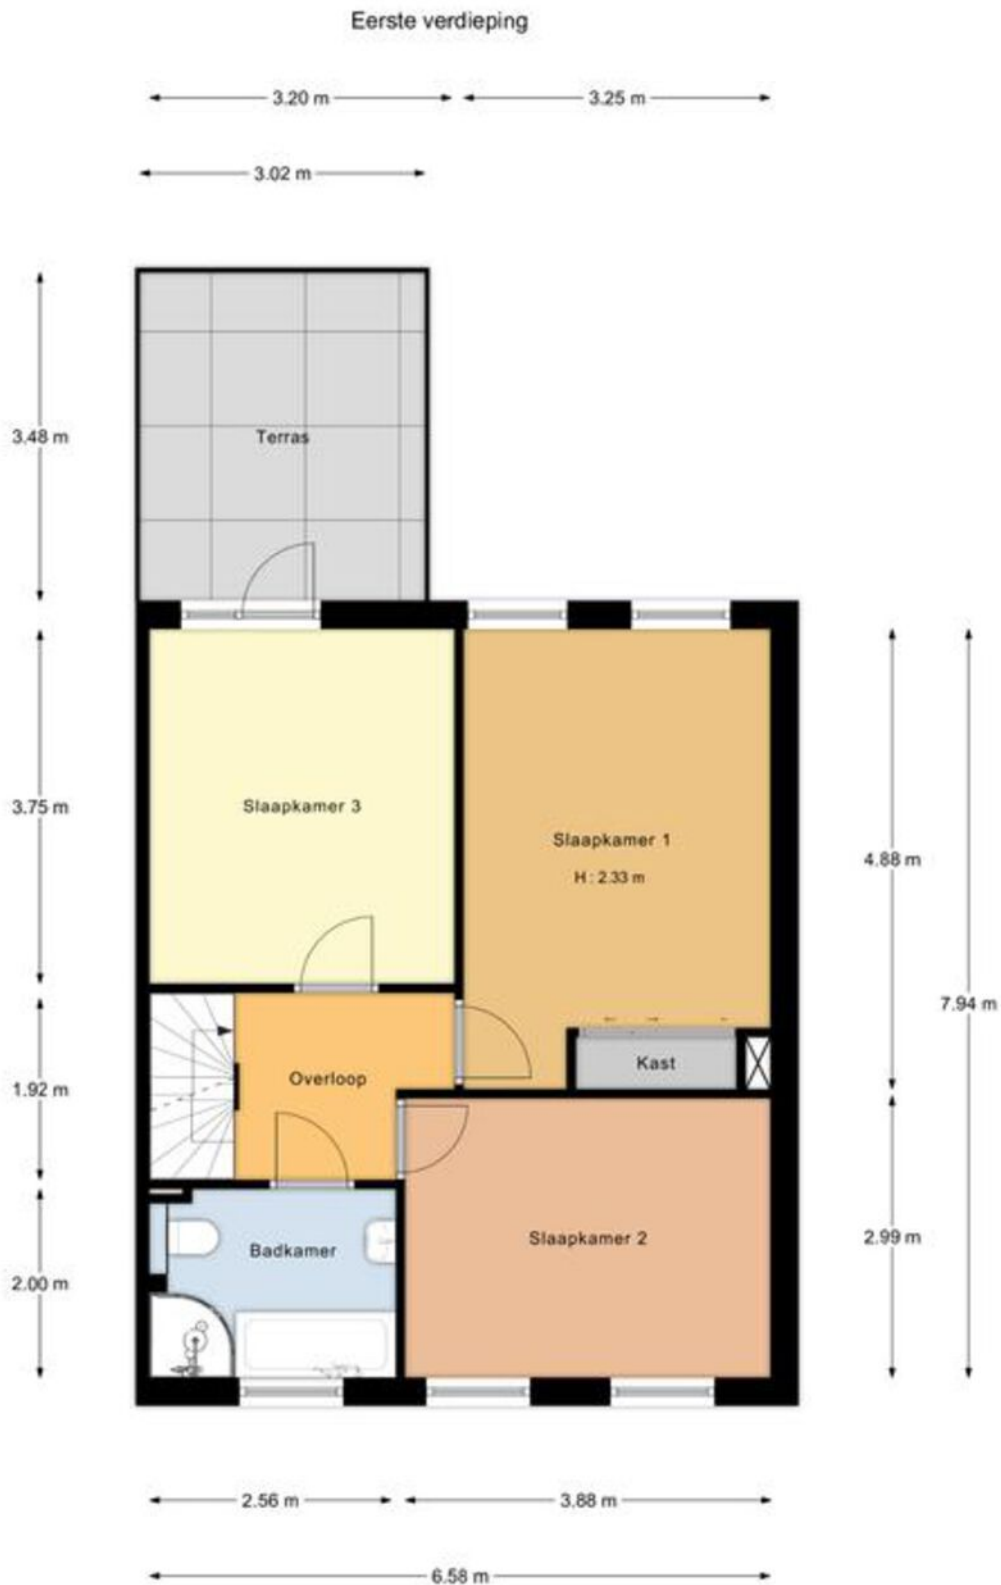 Eerste verdieping
3.20 m
3.25 m
3.02 m
3.48 m
Terras
3.75 m
Slaapkamer 3
Slaapkamer 1
H : 2.33 m
4.88 m
7.94 m
1.92 m
Overloop
Kast
2.00 m
Badkamer
Slaapkamer 2
2.99 m
2.56 m
3.88 m
6.58 m